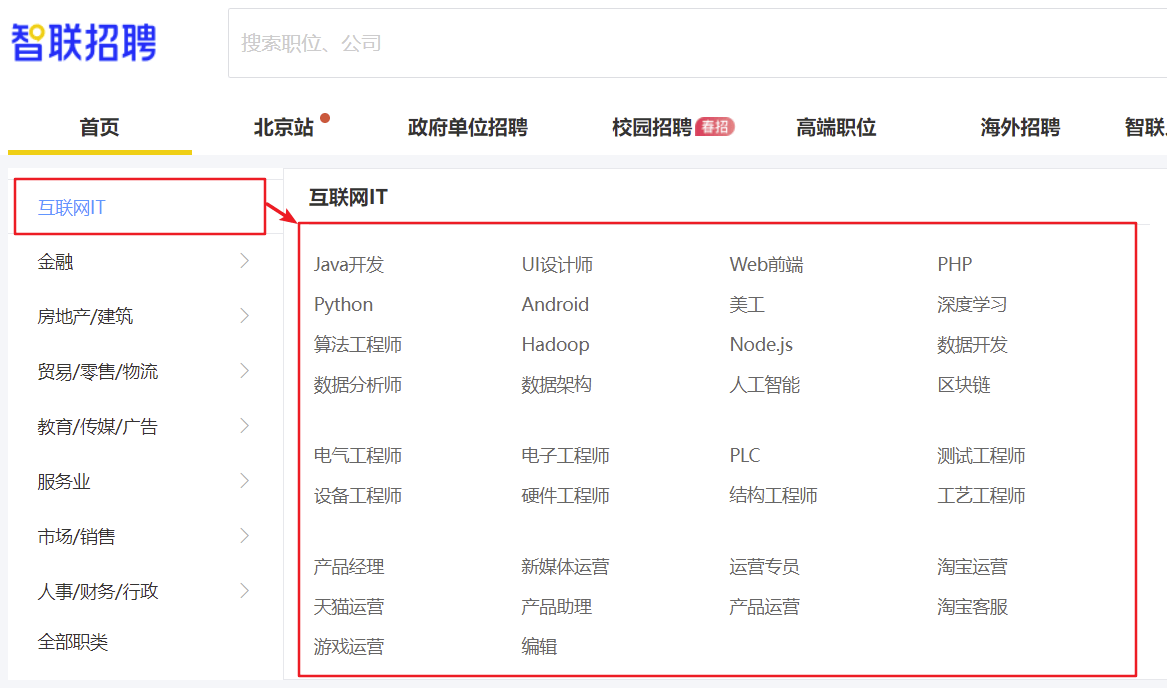 智联招聘
搜索职位、公司
首页 北京站 政府单位招聘 校园招聘 春招 高端职位 海外招聘 智联
互联网IT
金融
房地产/建筑
贸易/零售/物流
教育/传媒/广告
服务业
市场/销售
人事/财务/行政
全部职类
互联网IT
Java开发 UI设计师 Web前端 PHP
Python Android 美工 深度学习
算法工程师 Hadoop Node.js 数据开发
数据分析师 数据架构 人工智能 区块链
电气工程师 电子工程师 PLC 测试工程师
设备工程师 硬件工程师 结构工程师 工艺工程师
产品经理 新媒体运营 运营专员 淘宝运营
天猫运营 产品助理 产品运营 淘宝客服
游戏运营 编辑